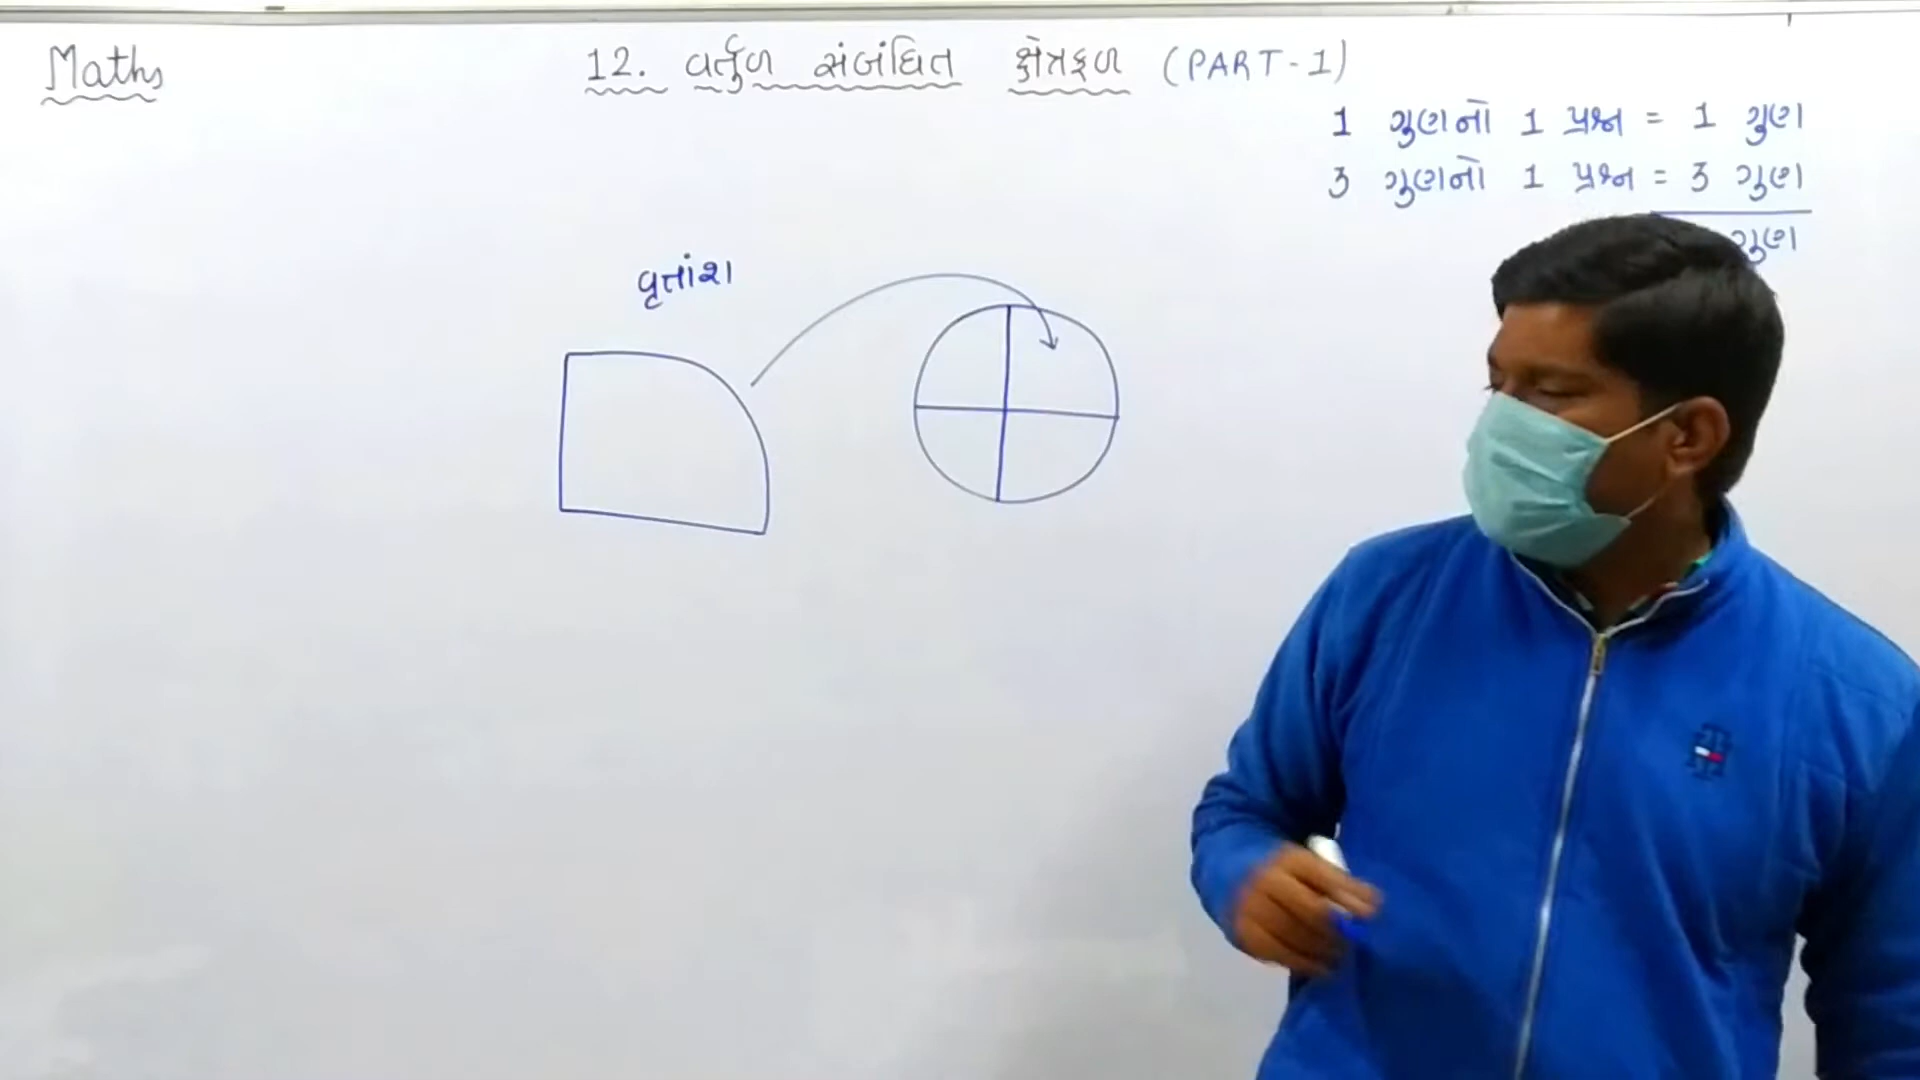 Maths
12. વર્તુળ સંબંધિત ક્ષેત્રફળ (PART-1)
1 ગુણનો 1 પ્રશ્ન = 1 ગુણ
3 ગુણનો 1 પ્રશ્ન = 3 ગુણ
ગુણ
વૃત્તાંશ